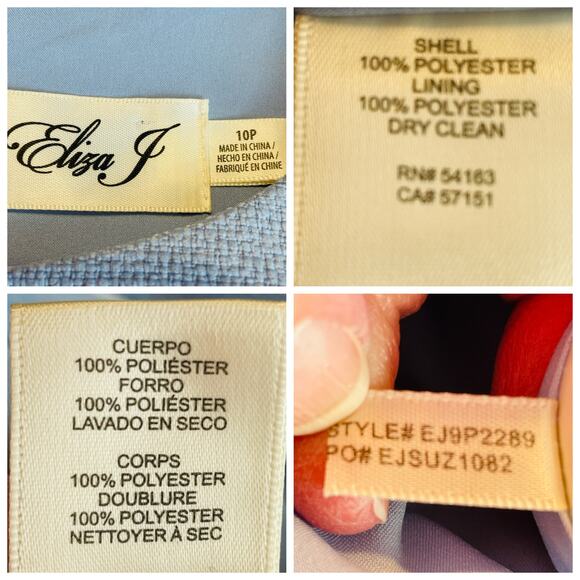 Eliza J
10P
MADE IN CHINA /
HECHO EN CHINA /
FABRIQUÉ EN CHINE
SHELL
100% POLYESTER
LINING
100% POLYESTER
DRY CLEAN
RN# 54163
CA# 57151
CUERPO
100% POLIÉSTER
FORRO
100% POLIÉSTER
LAVADO EN SECO
CORPS
100% POLYESTER
DOUBLURE
100% POLYESTER
NETTOYER À SEC
STYLE# EJ9P2289
PO# EJSUZ1082